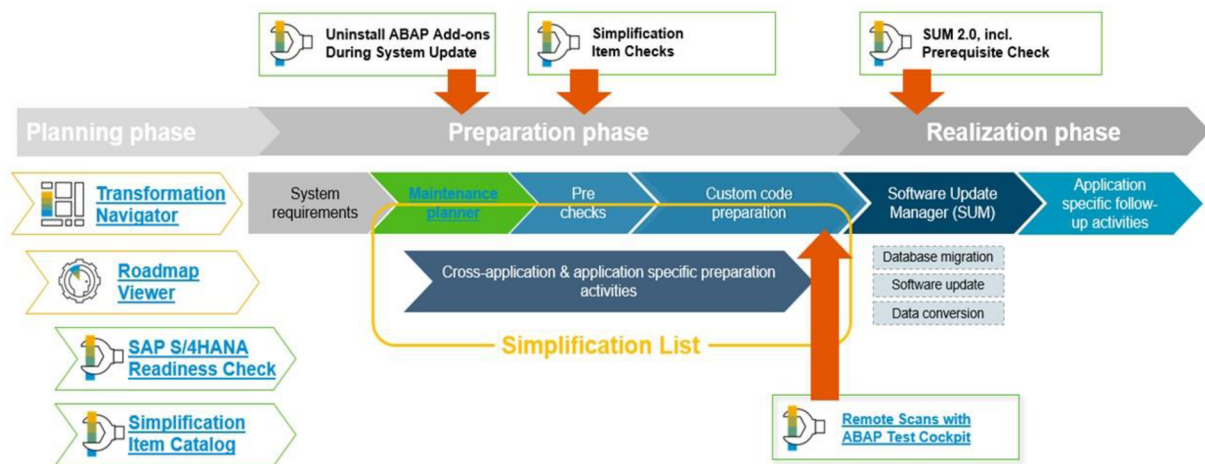 Uninstall ABAP Add-ons
During System Update
Simplification
Item Checks
SUM 2.0, incl.
Prerequisite Check
Planning phase
Preparation phase
Realization phase
Transformation
Navigator
System
requirements
Maintenance
planner
Pre
checks
Custom code
preparation
Software Update
Manager (SUM)
Application
specific follow-
up activities
Roadmap
Viewer
Cross-application & application specific preparation
activities
Database migration
Software update
Data conversion
Simplification List
SAP S/4HANA
Readiness Check
Simplification
Item Catalog
Remote Scans with
ABAP Test Cockpit